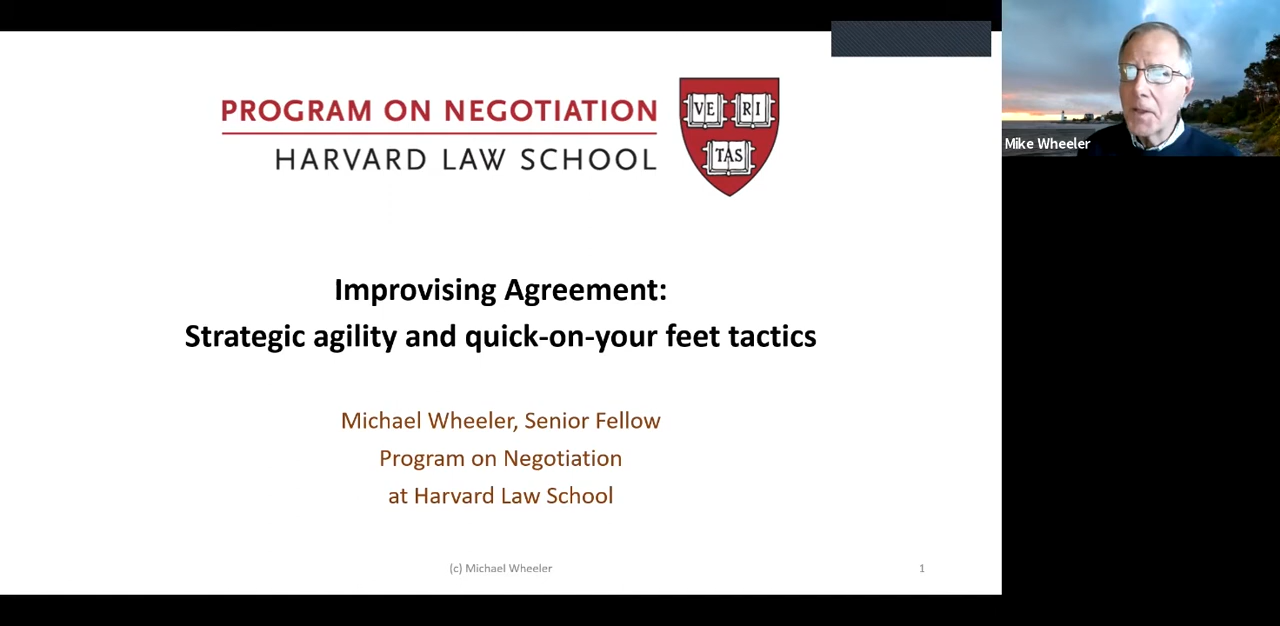 PROGRAM ON NEGOTIATION
HARVARD LAW SCHOOL
VE RI
TAS
Improvising Agreement:
Strategic agility and quick-on-your feet tactics
Michael Wheeler, Senior Fellow
Program on Negotiation
at Harvard Law School
(c) Michael Wheeler
1
Mike Wheeler